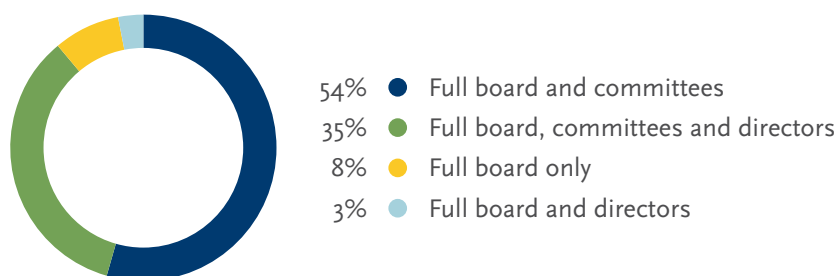 54% Full board and committees
35% Full board, committees and directors
8% Full board only
3% Full board and directors